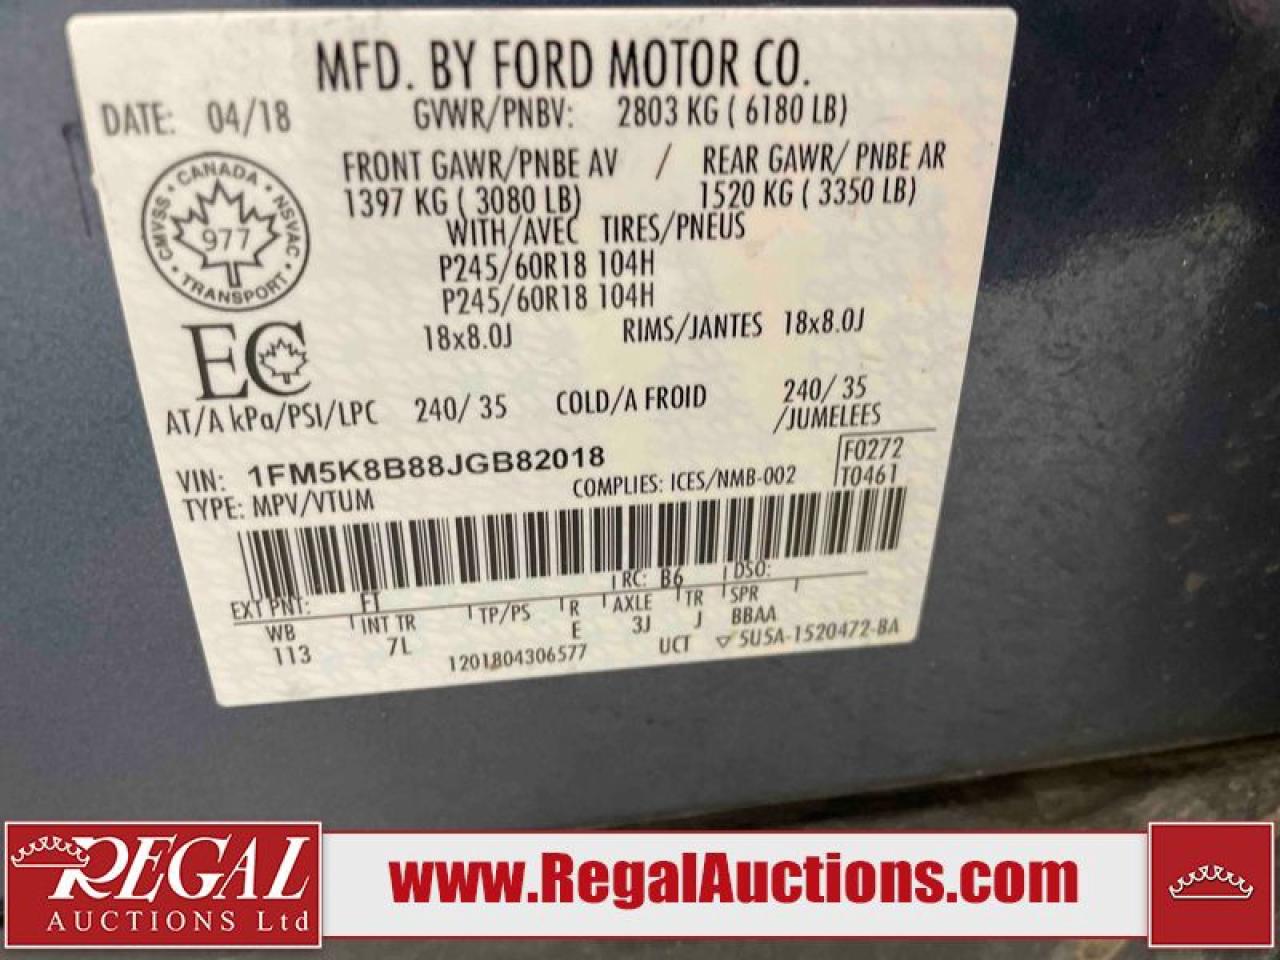 MFD. BY FORD MOTOR CO.
DATE: 04/18 GVWR/PNBV: 2803 KG ( 6180 LB)
FRONT GAWR/PNBE AV / REAR GAWR/ PNBE AR
1397 KG ( 3080 LB) 1520 KG ( 3350 LB)
WITH/AVEC TIRES/PNEUS
P245/60R18 104H
P245/60R18 104H
18x8.0J RIMS/JANTES 18x8.0J
CANADA
CMVSS • NSVAC
977
TRANSPORT
EC
AT/A kPa/PSI/LPC 240/ 35 COLD/A FROID 240/ 35
/JUMELEES
VIN: 1FM5K8B88JGB82018 F0272
TYPE: MPV/VTUM COMPLIES: ICES/NMB-002 T0461
EXT PNT: FT RC: B6 DSO:
WB INT TR TP/PS R AXLE TR SPR
113 7L E 3J J BBAA
1201804306577 UCT ▽ 5U5A-1520472-BA
REGAL
AUCTIONS Ltd
www.RegalAuctions.com